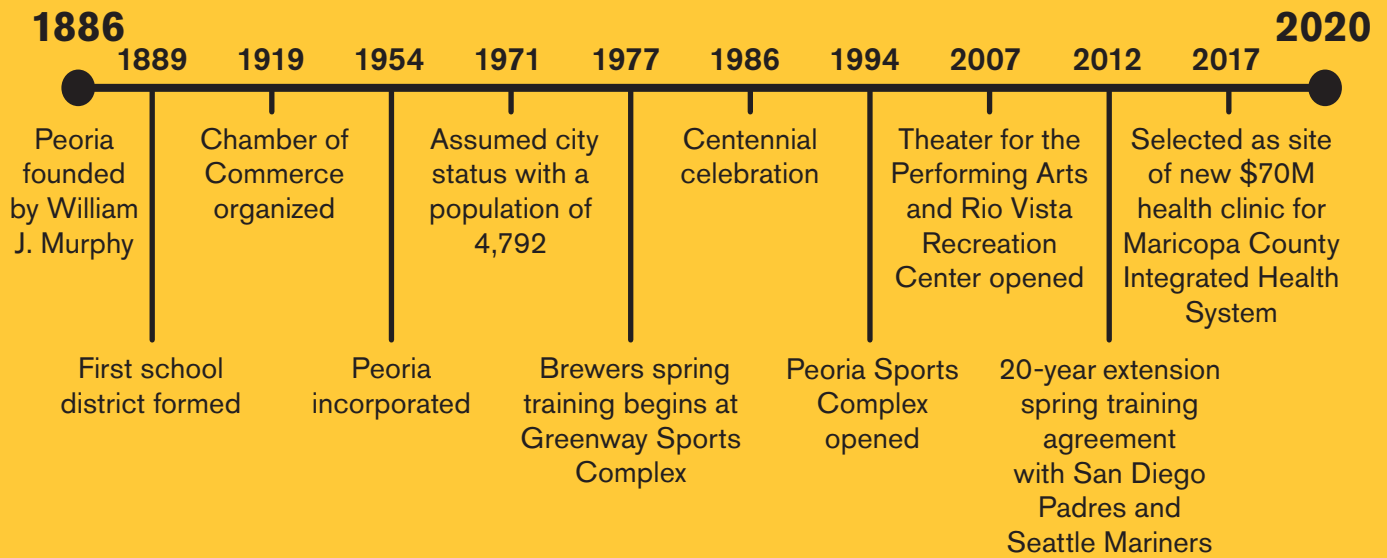 1886
2020
1889
1919
1954
1971
1977
1986
1994
2007
2012
2017
Peoria
founded
by William
J. Murphy
Chamber of
Commerce
organized
Assumed city
status with a
population of
4,792
Centennial
celebration
Theater for the
Performing Arts
and Rio Vista
Recreation
Center opened
Selected as site
of new $70M
health clinic for
Maricopa County
Integrated Health
System
First school
district formed
Peoria
incorporated
Brewers spring
training begins at
Greenway Sports
Complex
Peoria Sports
Complex
opened
20-year extension
spring training
agreement
with San Diego
Padres and
Seattle Mariners